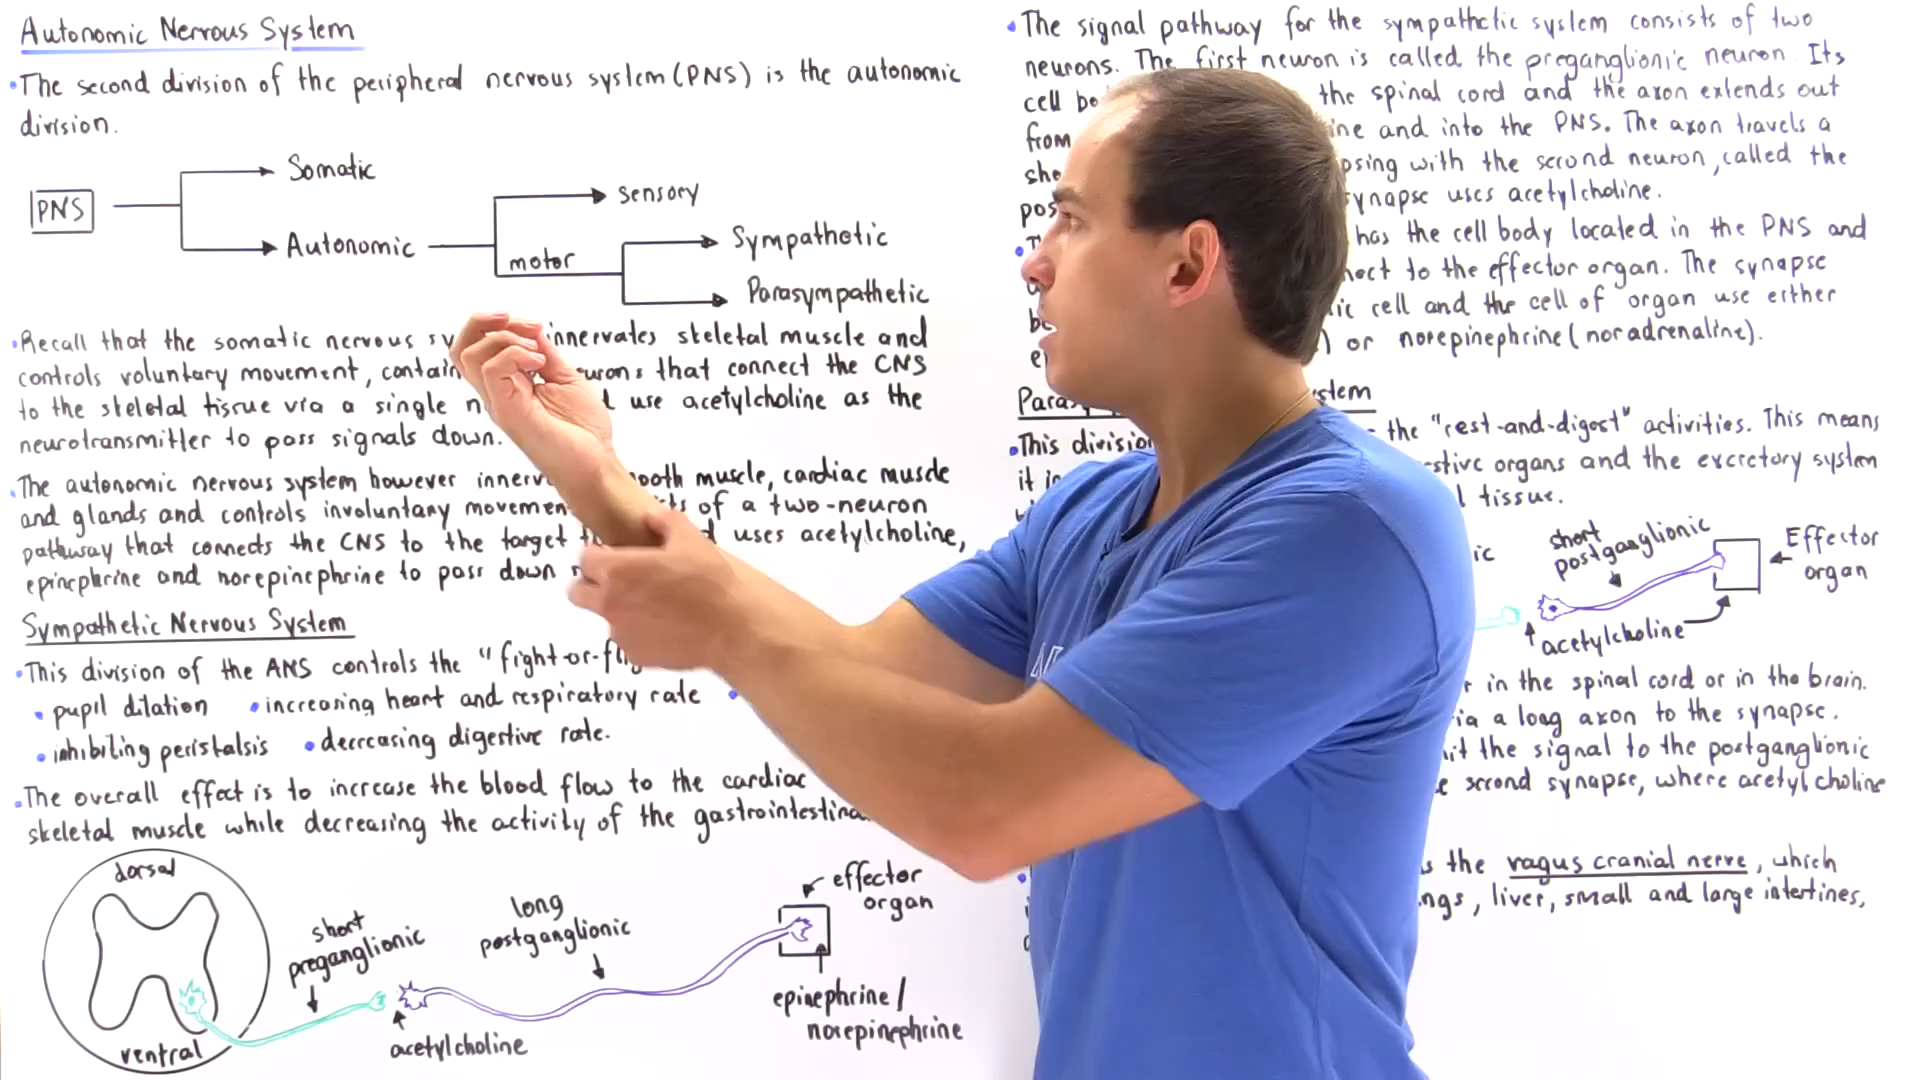 Autonomic Nervous System
• The second division of the peripheral nervous system (PNS) is the autonomic
division.
PNS
Somatic
Autonomic
sensory
motor
Sympathetic
Parasympathetic
• Recall that the somatic nervous innervates skeletal muscle and
controls voluntary movement, that connect the CNS
to the skeletal tissue via a single use acetylcholine as the
neurotransmitter to pass signals down.
• The autonomic nervous system however muscle, cardiac muscle
and glands and controls involuntary of a two-neuron
pathway that connects the CNS to the target uses acetylcholine,
epinephrine and norepinephrine to pass down
Sympathetic Nervous System
• This division of the ANS controls the "fight-or-
• pupil dilation • increasing heart and respiratory rate
• inhibiting peristalsis • decreasing digestive rate.
• The overall effect is to increase the blood flow to the cardiac
skeletal muscle while decreasing the activity of the
dorsal
ventral
short
preganglionic
acetylcholine
long
postganglionic
effector
organ
epinephrine/
norepinephrine
• The signal pathway for the sympathetic system consists of two
neurons. The first neuron is called the preganglionic neuron. Its
cell the spinal cord and the axon extends out
from and into the PNS. The axon travels a
with the second neuron, called the
uses acetylcholine.
has the cell body located in the PNS and
to the effector organ. The synapse
cell and the cell of organ use either
) or norepinephrine (noradrenaline).
• This division the "rest-and-digest" activities. This means
it organs and the excretory system
tissue.
short
postganglionic
Effector
organ
acetylcholine
in the spinal cord or in the brain.
a long axon to the synapse.
the signal to the postganglionic
second synapse, where acetylcholine
the vagus cranial nerve, which
liver, small and large intertines,